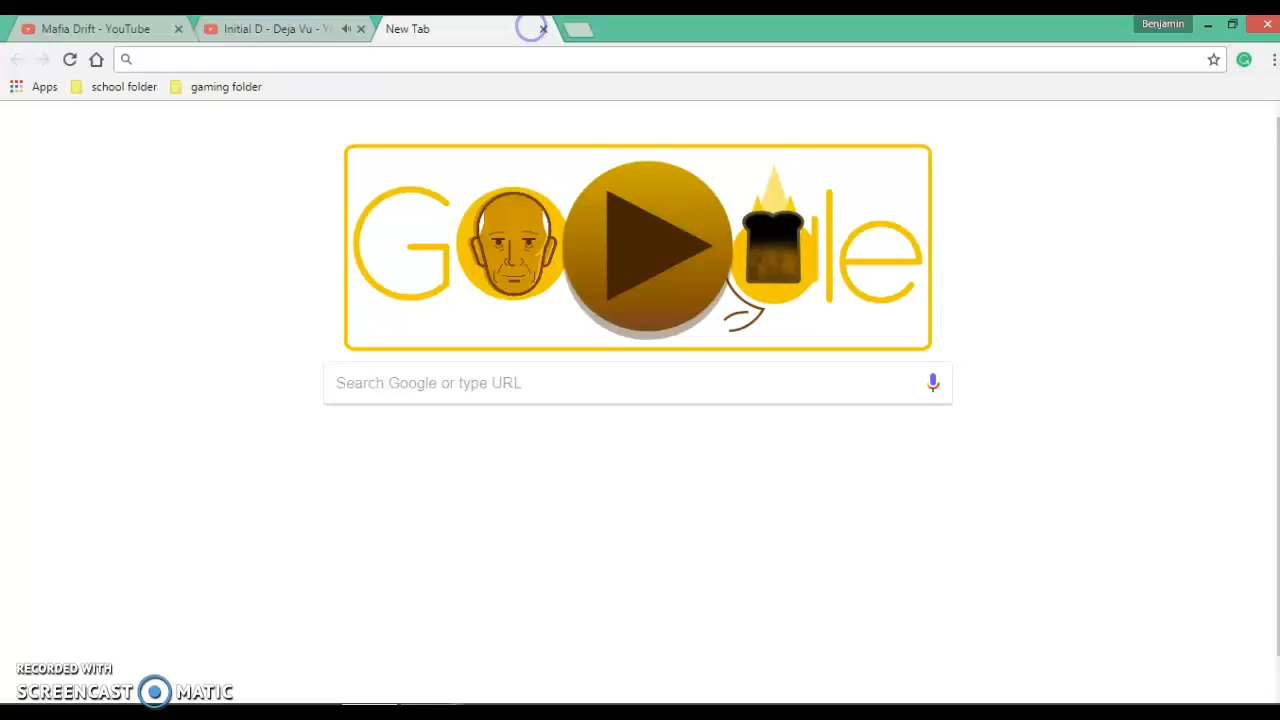 Mafia Drift - YouTube
Initial D - Deja Vu - Y
New Tab
Benjamin
Apps
school folder
gaming folder
Google
Search Google or type URL
RECORDED WITH
SCREENCAST MATIC